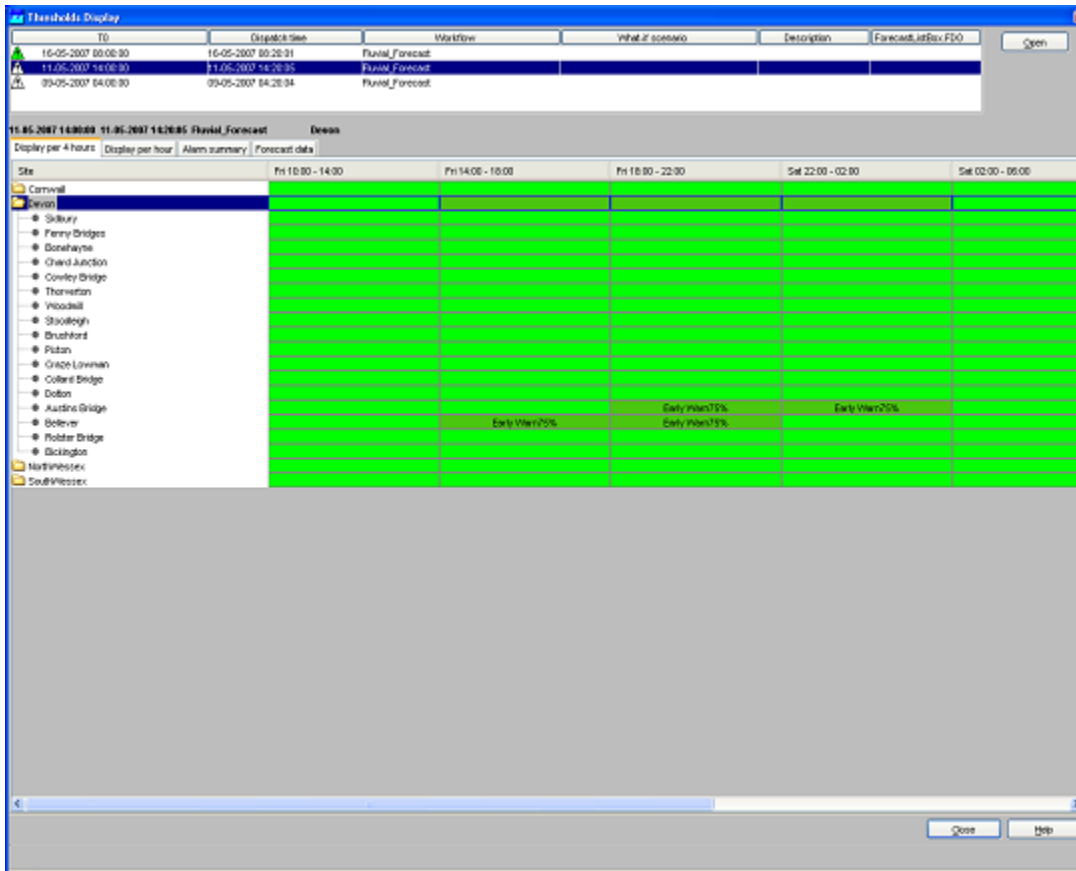 Thresholds Display
T0 Dispatch time Workflow What-if scenario Description ForecastListBox.FDO Open
16-05-2007 08:00:00 16-05-2007 08:20:01 Fluvial_Forecast
11-05-2007 14:00:00 11-05-2007 14:20:05 Fluvial_Forecast
09-05-2007 04:00:00 09-05-2007 04:20:04 Fluvial_Forecast
11-05-2007 14:00:00 11-05-2007 14:20:05 Fluvial_Forecast Devon
Display per 4 hours Display per hour Alarm summary Forecast data
Site Fri 10:00 - 14:00 Fri 14:00 - 18:00 Fri 18:00 - 22:00 Sat 22:00 - 02:00 Sat 02:00 - 06:00
Cornwall
Devon
Sidbury
Fenny Bridges
Bonehayne
Chard Junction
Cowley Bridge
Thorverton
Woodmill
Stoodleigh
Brushford
Pixton
Craze Lowman
Collard Bridge
Dotton
Austins Bridge Early Warn75% Early Warn75%
Bellever Early Warn75% Early Warn75%
Rolster Bridge
Bickington
NorthWessex
SouthWessex
Close Help